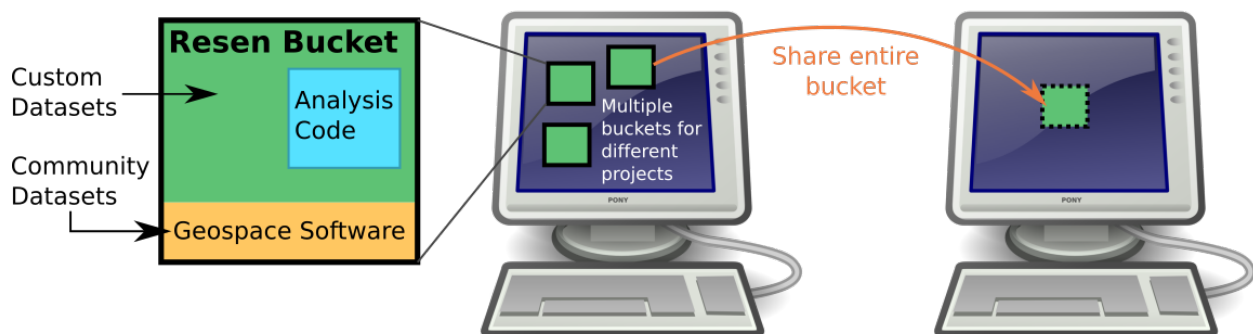 Resen Bucket
Custom
Datasets
Analysis
Code
Community
Datasets
Geospace Software
Multiple
buckets for
different
projects
PONY
Share entire
bucket
PONY